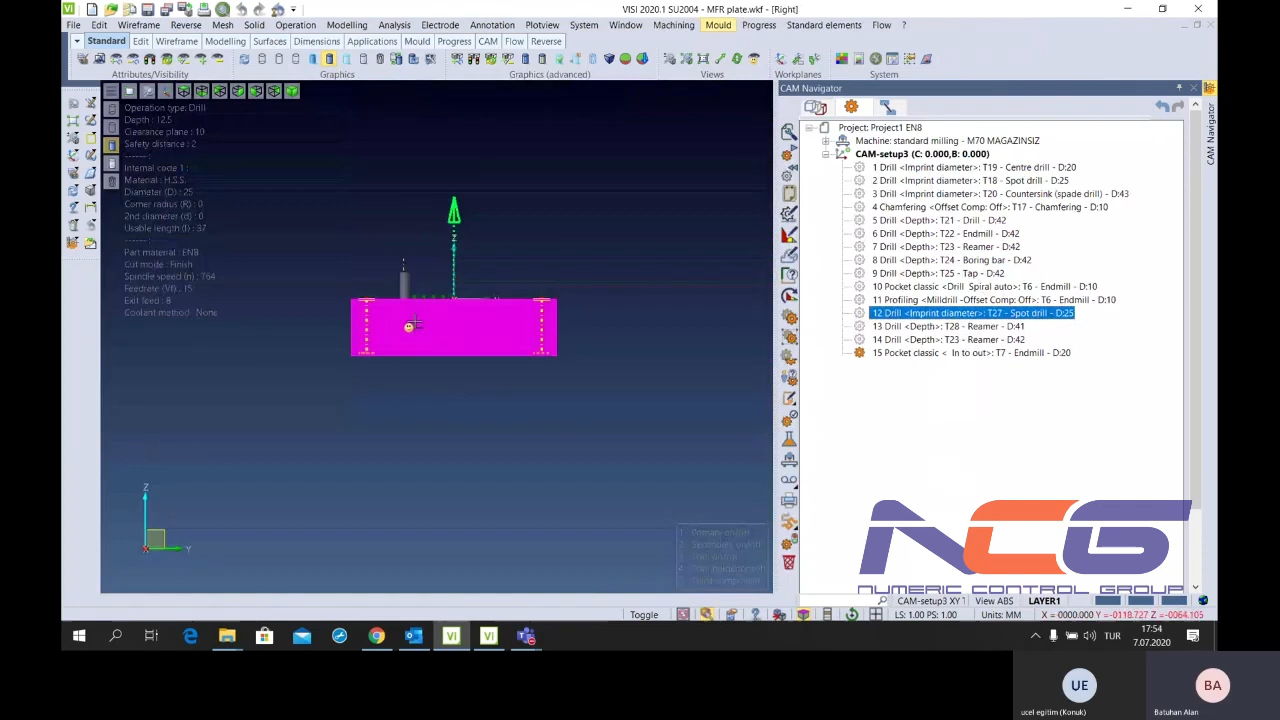 VISI 2020.1 SU2004 - MFR plate.wkf - [Right]
File Edit View Wireframe Reverse Mesh Solid Operation Modelling Analysis Electrode Annotation Plotview System Window Machining Mould Progress Standard elements Flow ?
Standard Edit Wireframe Modelling Surfaces Dimensions Applications Mould Progress CAM Flow Reverse
Attributes/Visibility Graphics Graphics (advanced) Views Workplanes System
Operation type: Drill
Depth : 12.5
Clearance plane : 10
Safety distance : 2
Internal code 1 :
Material : H.S.S.
Diameter (D) : 25
Corner radius (R) : 0
2nd diameter (d) : 0
Usable length (l) : 37
Part material : EN8
Cut mode : Finish
Spindle speed (n) : 764
Feedrate (Vf) : 15
Exit feed : 8
Coolant method : None
Z
Z
Y
X
CAM Navigator
Project: Project1 EN8
Machine: standard milling - M70 MAGAZINSIZ
CAM-setup3 (C: 0.000,B: 0.000)
1 Drill <Imprint diameter>: T19 - Centre drill - D:20
2 Drill <Imprint diameter>: T18 - Spot drill - D:25
3 Drill <Imprint diameter>: T20 - Countersink (spade drill) - D:43
4 Chamfering <Offset Comp: Off>: T17 - Chamfering - D:10
5 Drill <Depth>: T21 - Drill - D:42
6 Drill <Depth>: T22 - Endmill - D:42
7 Drill <Depth>: T23 - Reamer - D:42
8 Drill <Depth>: T24 - Boring bar - D:42
9 Drill <Depth>: T25 - Tap - D:42
10 Pocket classic <Drill Spiral auto>: T6 - Endmill - D:10
11 Profiling <Milldrill -Offset Comp: Off>: T6 - Endmill - D:10
12 Drill <Imprint diameter>: T27 - Spot drill - D:25
13 Drill <Depth>: T28 - Reamer - D:41
14 Drill <Depth>: T23 - Reamer - D:42
15 Pocket classic < In to out>: T7 - Endmill - D:20
CAM Navigator
NCG
NUMERIC CONTROL GROUP
CAM-setup3 XY View ABS LAYER1
Toggle LS: 1.00 PS: 1.00 Units: MM X = 0000.000 Y =-0118.727 Z =-0064.105
TUR 17:54
7.07.2020
UE BA
ucel egitim (Konuk) Batuhan Alan